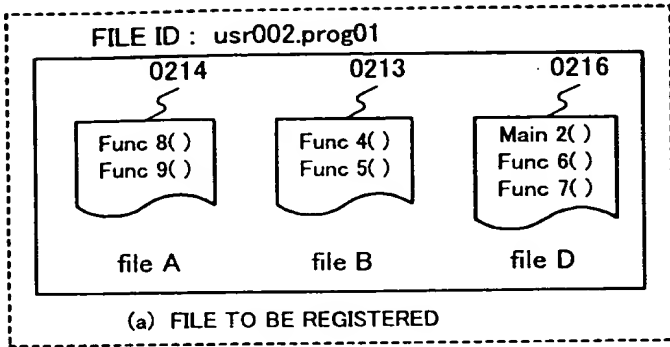 FILE ID : usr002.prog01
0214 0213 0216
Func 8( ) Func 4( ) Main 2( )
Func 9( ) Func 5( ) Func 6( )
Func 7( )
file A file B file D
(a) FILE TO BE REGISTERED